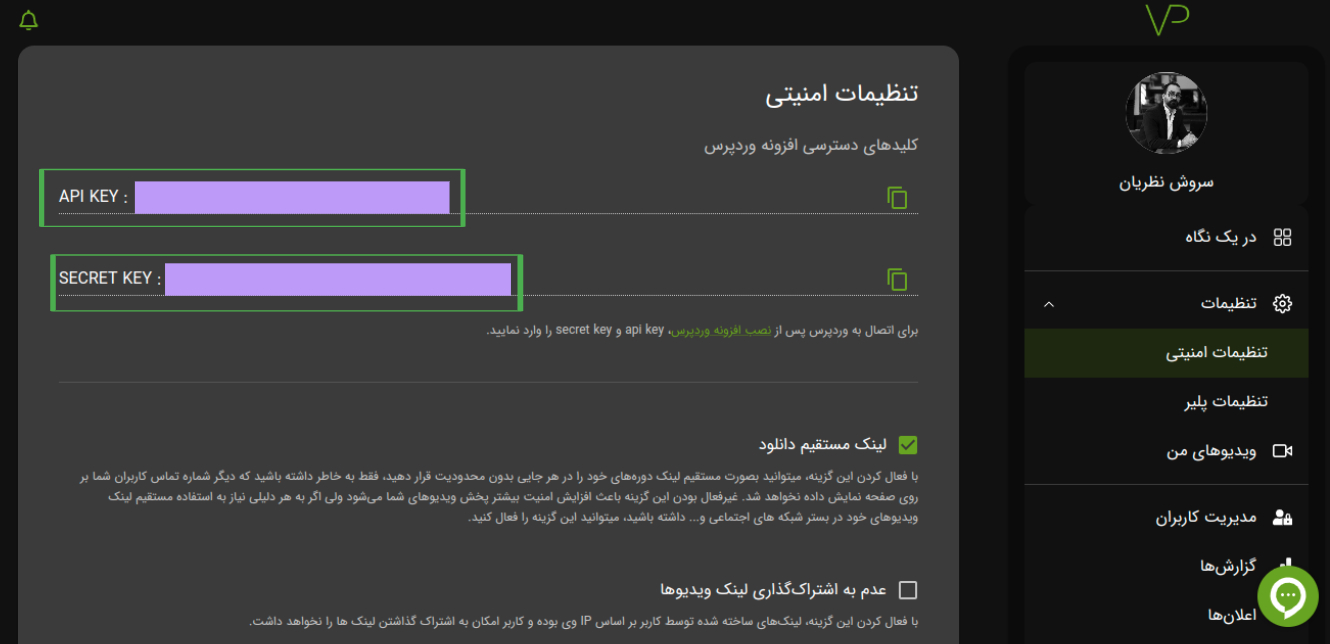 VP
سروش نظریان
در یک نگاه
تنظیمات
تنظیمات امنیتی
تنظیمات پلیر
ویدیوهای من
مدیریت کاربران
گزارش‌ها
اعلان‌ها
تنظیمات امنیتی
کلیدهای دسترسی افزونه وردپرس
API KEY :
SECRET KEY :
برای اتصال به وردپرس پس از نصب افزونه وردپرس، api key و secret key را وارد نمایید.
لینک مستقیم دانلود
با فعال کردن این گزینه، میتوانید بصورت مستقیم لینک دوره‌های خود را در هر جایی بدون محدودیت قرار دهید، فقط به خاطر داشته باشید که دیگر شماره تماس کاربران شما بر
روی صفحه نمایش داده نخواهد شد. غیرفعال بودن این گزینه باعث افزایش امنیت بیشتر پخش ویدیوهای شما می‌شود ولی اگر به هر دلیلی نیاز به استفاده مستقیم لینک
ویدیوهای خود در بستر شبکه های اجتماعی و... داشته باشید، میتوانید این گزینه را فعال کنید.
عدم به اشتراک‌گذاری لینک ویدیوها
با فعال کردن این گزینه، لینک‌های ساخته شده توسط کاربر بر اساس IP وی بوده و کاربر امکان به اشتراک گذاشتن لینک ها را نخواهد داشت.